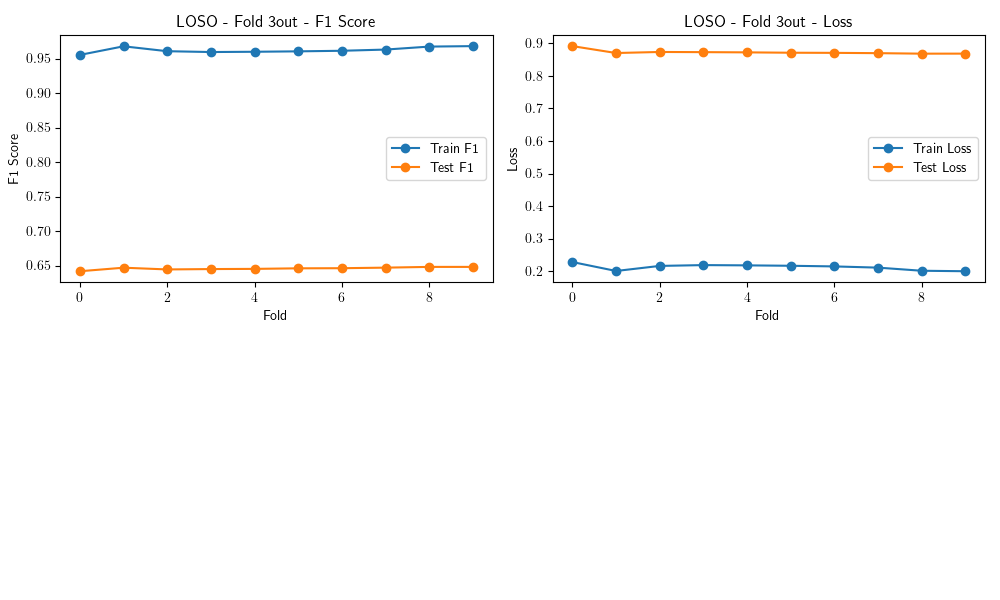 LOSO - Fold 3out - F1 Score
F1 Score
0.95
0.90
0.85
0.80
0.75
0.70
0.65
Train F1
Test F1
0 2 4 6 8
Fold
LOSO - Fold 3out - Loss
Loss
0.9
0.8
0.7
0.6
0.5
0.4
0.3
0.2
Train Loss
Test Loss
0 2 4 6 8
Fold